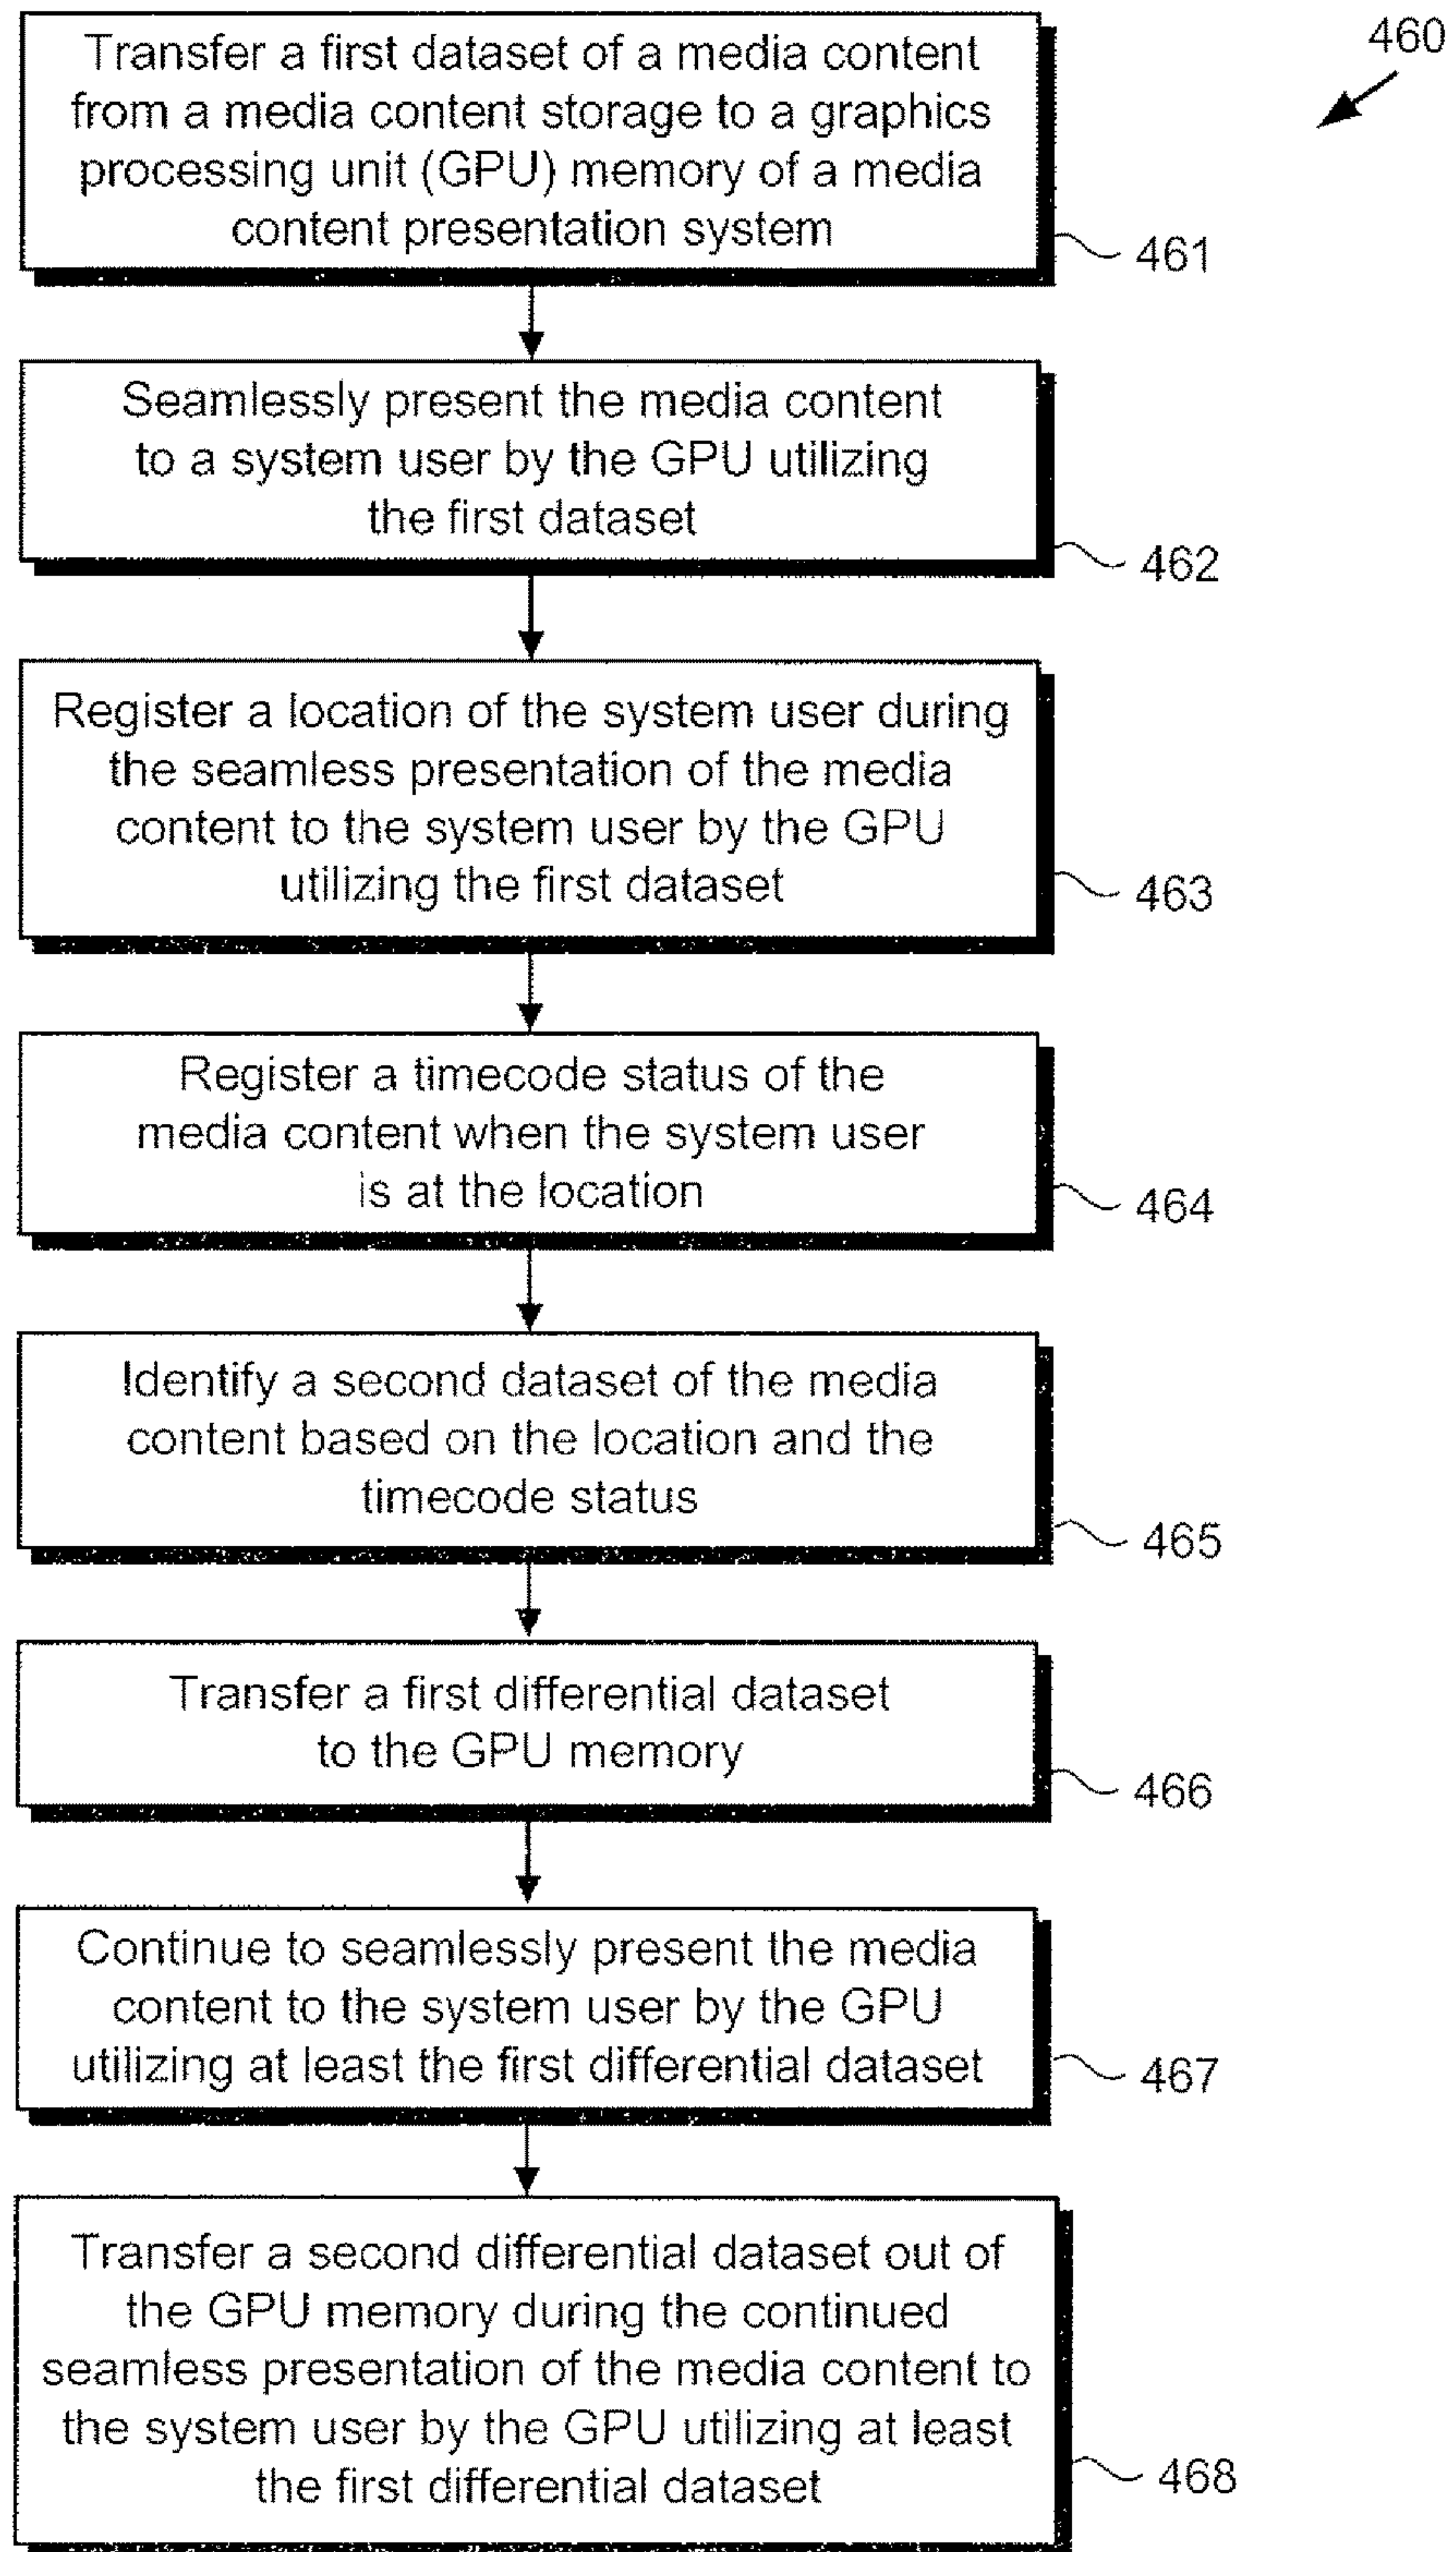 460
Transfer a first dataset of a media content
from a media content storage to a graphics
processing unit (GPU) memory of a media
content presentation system
461
Seamlessly present the media content
to a system user by the GPU utilizing
the first dataset
462
Register a location of the system user during
the seamless presentation of the media
content to the system user by the GPU
utilizing the first dataset
463
Register a timecode status of the
media content when the system user
is at the location
464
Identify a second dataset of the media
content based on the location and the
timecode status
465
Transfer a first differential dataset
to the GPU memory
466
Continue to seamlessly present the media
content to the system user by the GPU
utilizing at least the first differential dataset
467
Transfer a second differential dataset out of
the GPU memory during the continued
seamless presentation of the media content to
the system user by the GPU utilizing at least
the first differential dataset
468